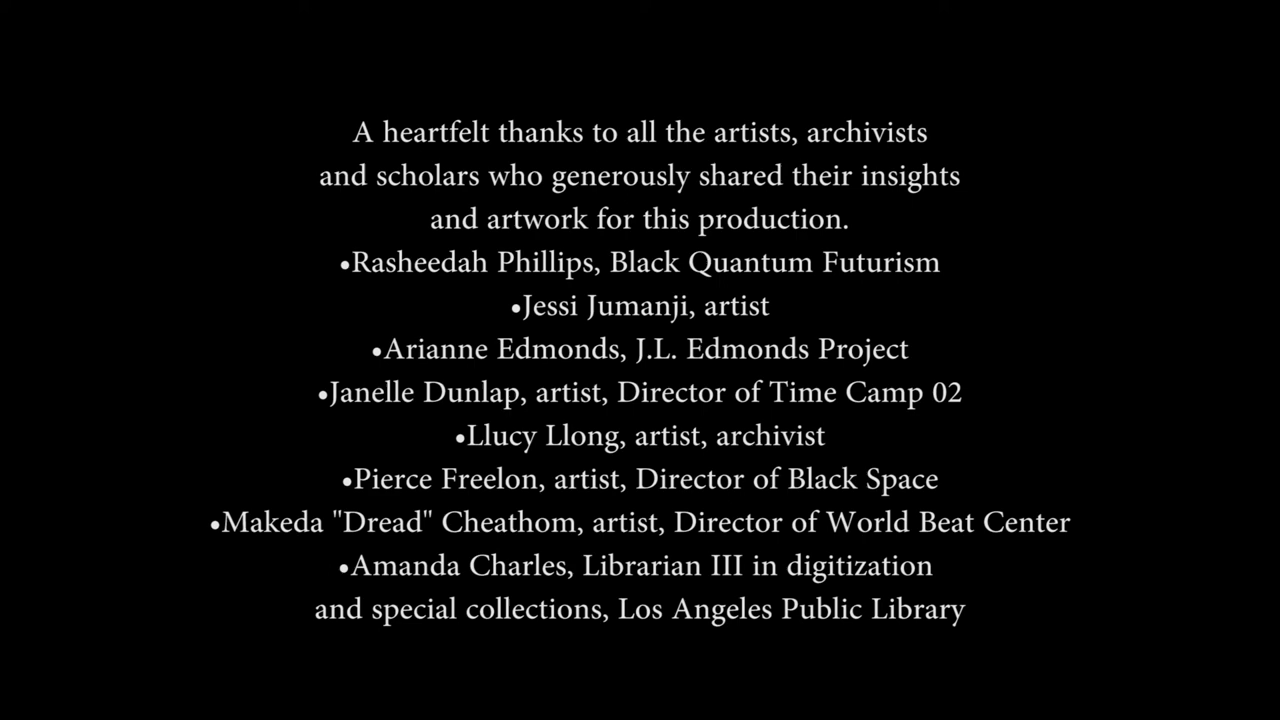 A heartfelt thanks to all the artists, archivists
and scholars who generously shared their insights
and artwork for this production.
•Rasheedah Phillips, Black Quantum Futurism
•Jessi Jumanji, artist
•Arianne Edmonds, J.L. Edmonds Project
•Janelle Dunlap, artist, Director of Time Camp 02
•Llucy Llong, artist, archivist
•Pierce Freelon, artist, Director of Black Space
•Makeda "Dread" Cheathom, artist, Director of World Beat Center
•Amanda Charles, Librarian III in digitization
and special collections, Los Angeles Public Library